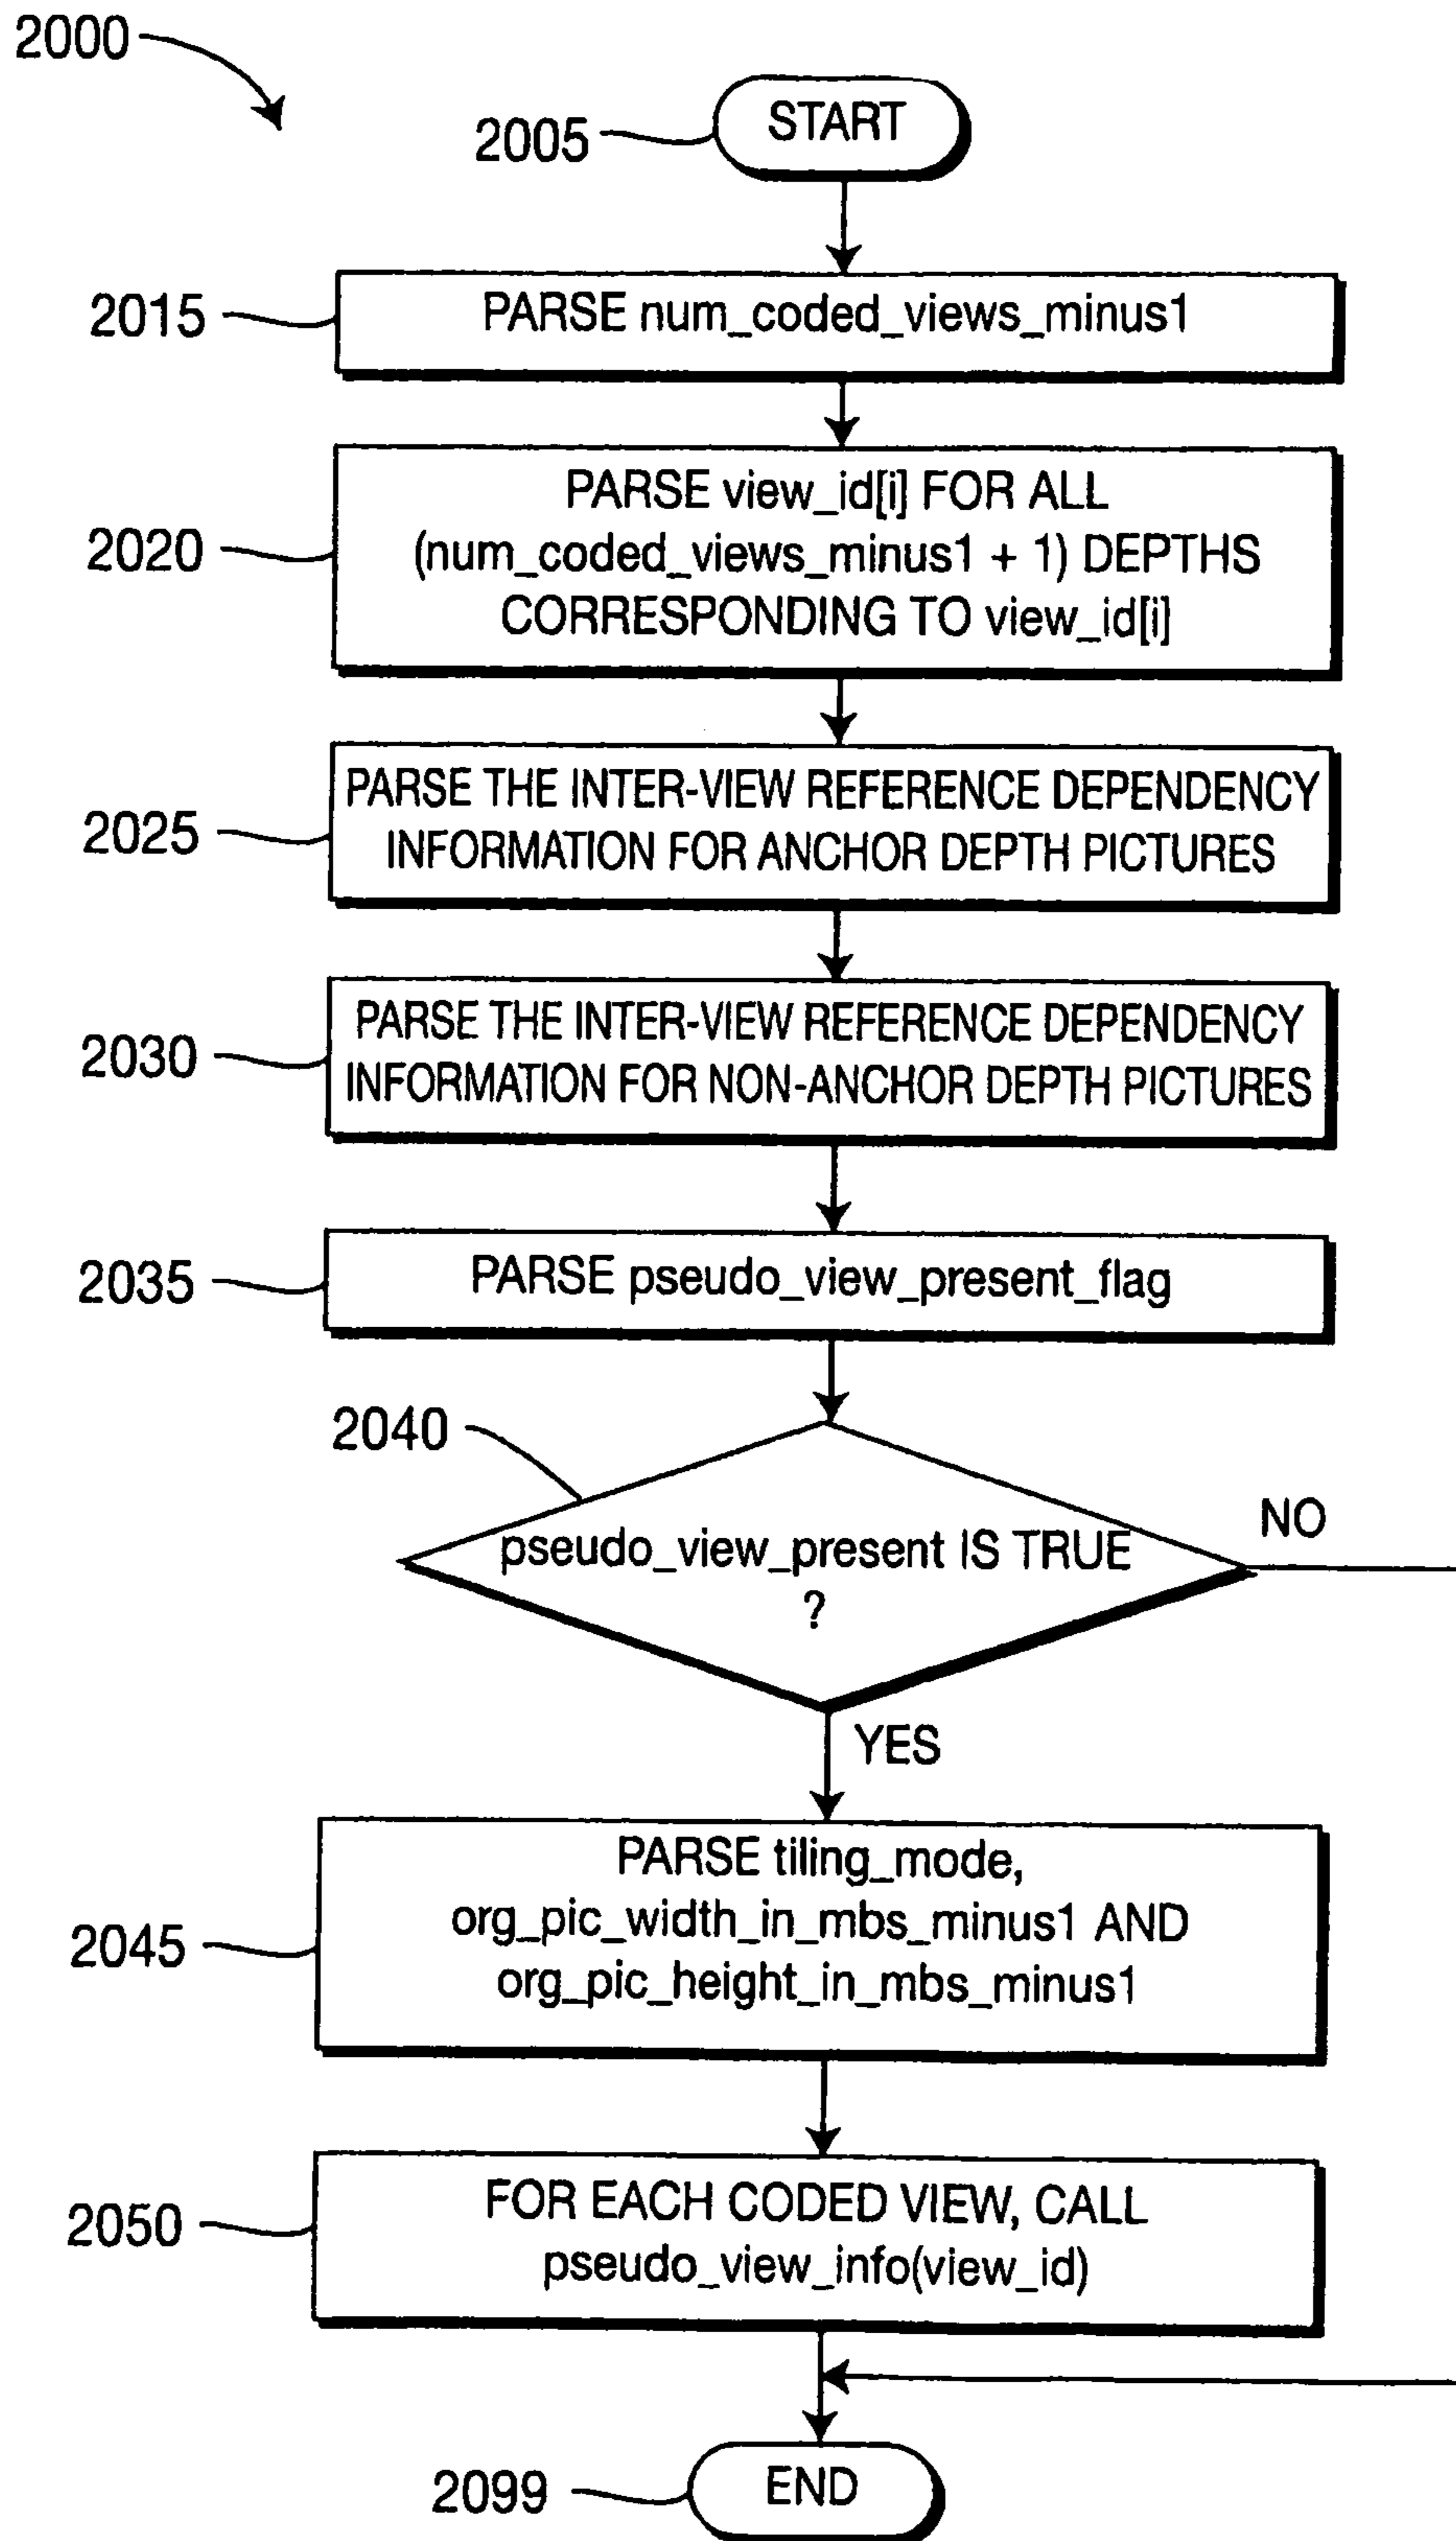 2000
START
2005
PARSE num_coded_views_minus1
2015
PARSE view_id[i] FOR ALL
(num_coded_views_minus1 + 1) DEPTHS
CORRESPONDING TO view_id[i]
2020
PARSE THE INTER-VIEW REFERENCE DEPENDENCY
INFORMATION FOR ANCHOR DEPTH PICTURES
2025
PARSE THE INTER-VIEW REFERENCE DEPENDENCY
INFORMATION FOR NON-ANCHOR DEPTH PICTURES
2030
PARSE pseudo_view_present_flag
2035
2040
pseudo_view_present IS TRUE
?
NO
YES
PARSE tiling_mode,
org_pic_width_in_mbs_minus1 AND
org_pic_height_in_mbs_minus1
2045
FOR EACH CODED VIEW, CALL
pseudo_view_info(view_id)
2050
END
2099